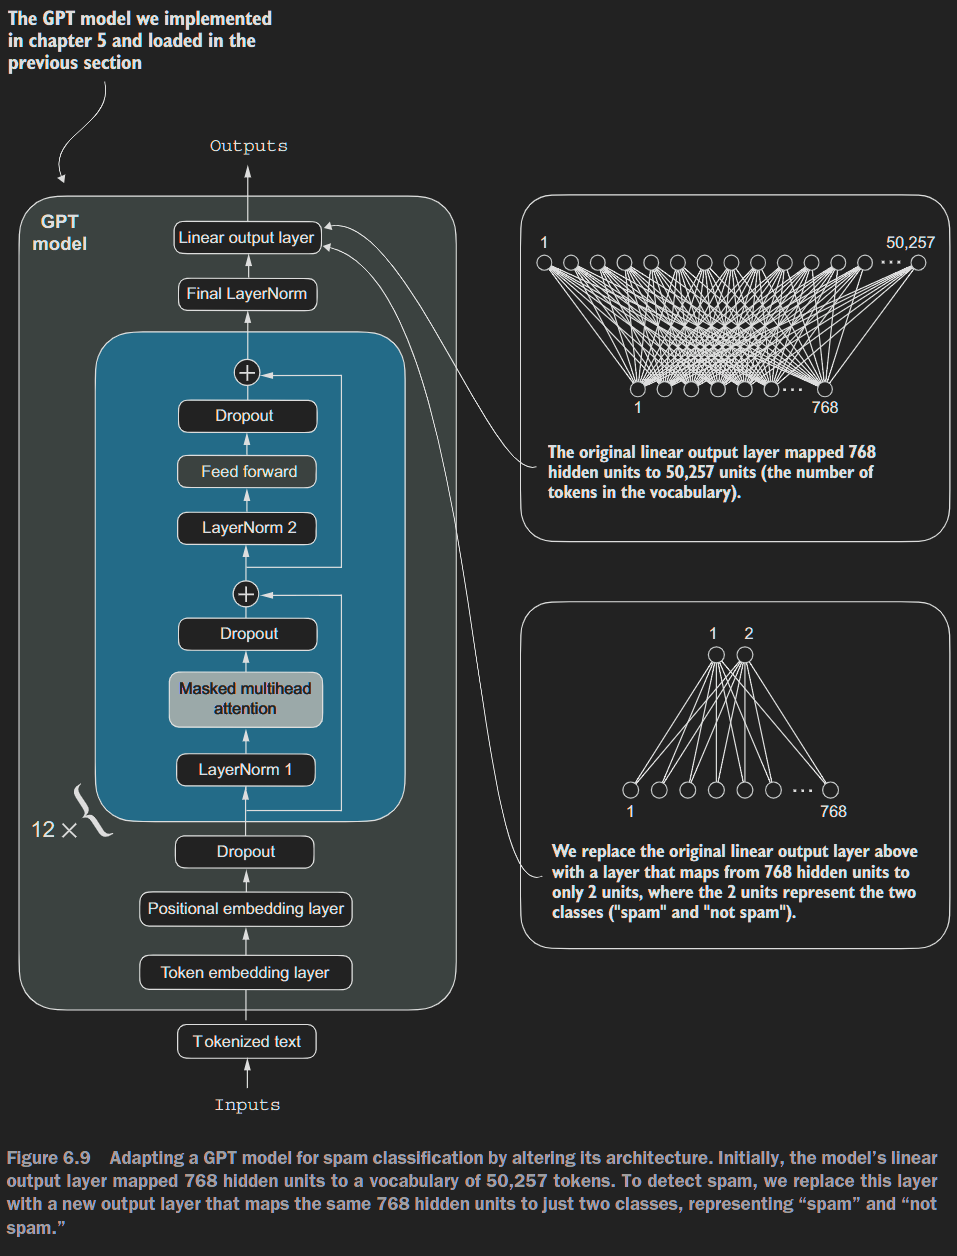 The GPT model we implemented
in chapter 5 and loaded in the
previous section
Outputs
GPT
model
Linear output layer
Final LayerNorm
Dropout
Feed forward
LayerNorm 2
Dropout
Masked multihead
attention
LayerNorm 1
12 ×
Dropout
Positional embedding layer
Token embedding layer
Tokenized text
Inputs
1 50,257
...
...
1 768
The original linear output layer mapped 768
hidden units to 50,257 units (the number of
tokens in the vocabulary).
1 2
...
1 768
We replace the original linear output layer above
with a layer that maps from 768 hidden units to
only 2 units, where the 2 units represent the two
classes ("spam" and "not spam").
Figure 6.9 Adapting a GPT model for spam classification by altering its architecture. Initially, the model’s linear
output layer mapped 768 hidden units to a vocabulary of 50,257 tokens. To detect spam, we replace this layer
with a new output layer that maps the same 768 hidden units to just two classes, representing “spam” and “not
spam.”